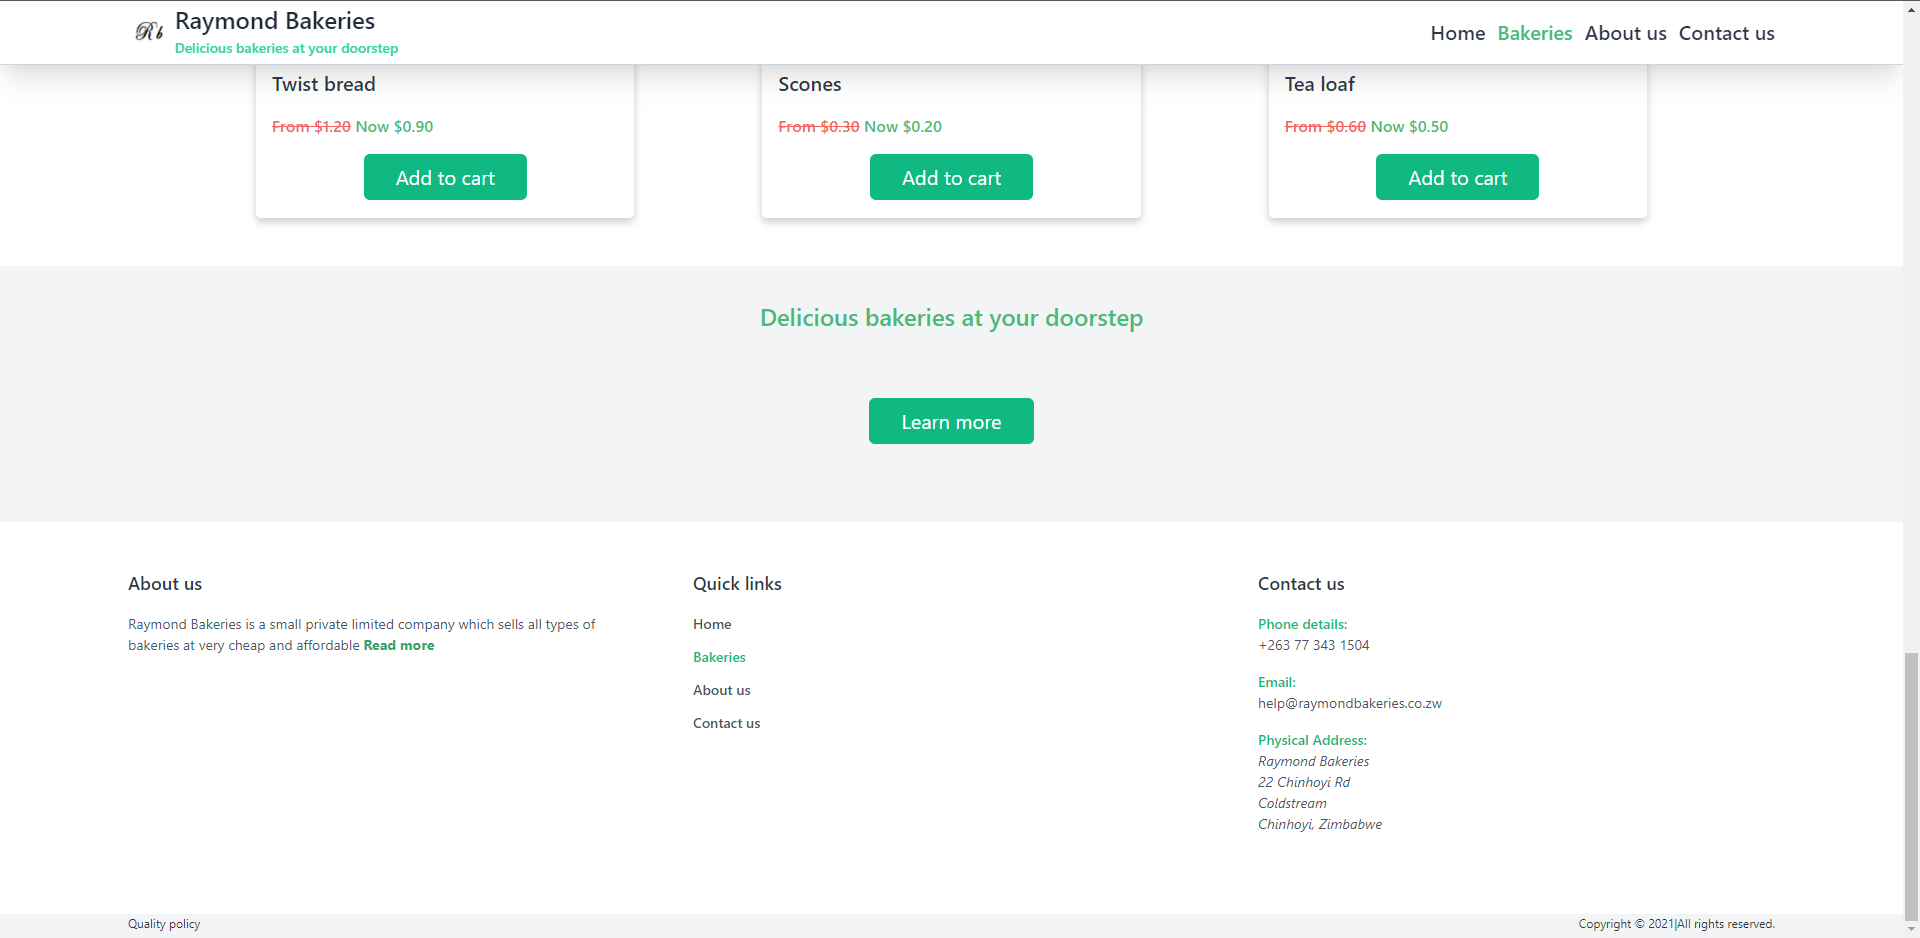 Rb
Raymond Bakeries
Delicious bakeries at your doorstep
Home Bakeries About us Contact us
Twist bread
From $1.20 Now $0.90
Add to cart
Scones
From $0.30 Now $0.20
Add to cart
Tea loaf
From $0.60 Now $0.50
Add to cart
Delicious bakeries at your doorstep
Learn more
About us
Raymond Bakeries is a small private limited company which sells all types of
bakeries at very cheap and affordable Read more
Quick links
Home
Bakeries
About us
Contact us
Contact us
Phone details:
+263 77 343 1504
Email:
help@raymondbakeries.co.zw
Physical Address:
Raymond Bakeries
22 Chinhoyi Rd
Coldstream
Chinhoyi, Zimbabwe
Quality policy
Copyright © 2021|All rights reserved.